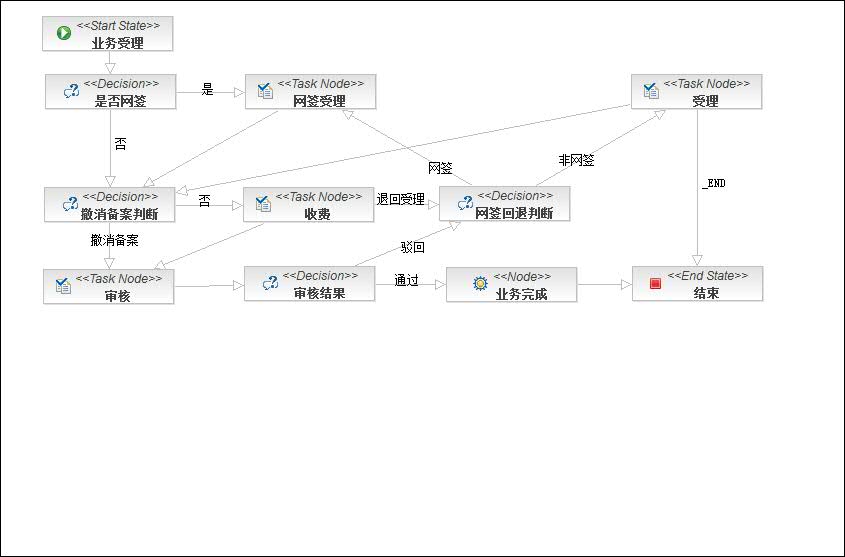 <<Start State>>
业务受理
<<Decision>>
是否网签
是
<<Task Node>>
网签受理
<<Task Node>>
受理
否
网签
非网签
_END
<<Decision>>
撤消备案判断
否
<<Task Node>>
收费
退回受理
<<Decision>>
网签回退判断
撤消备案
驳回
<<Task Node>>
审核
<<Decision>>
审核结果
通过
<<Node>>
业务完成
<<End State>>
结束